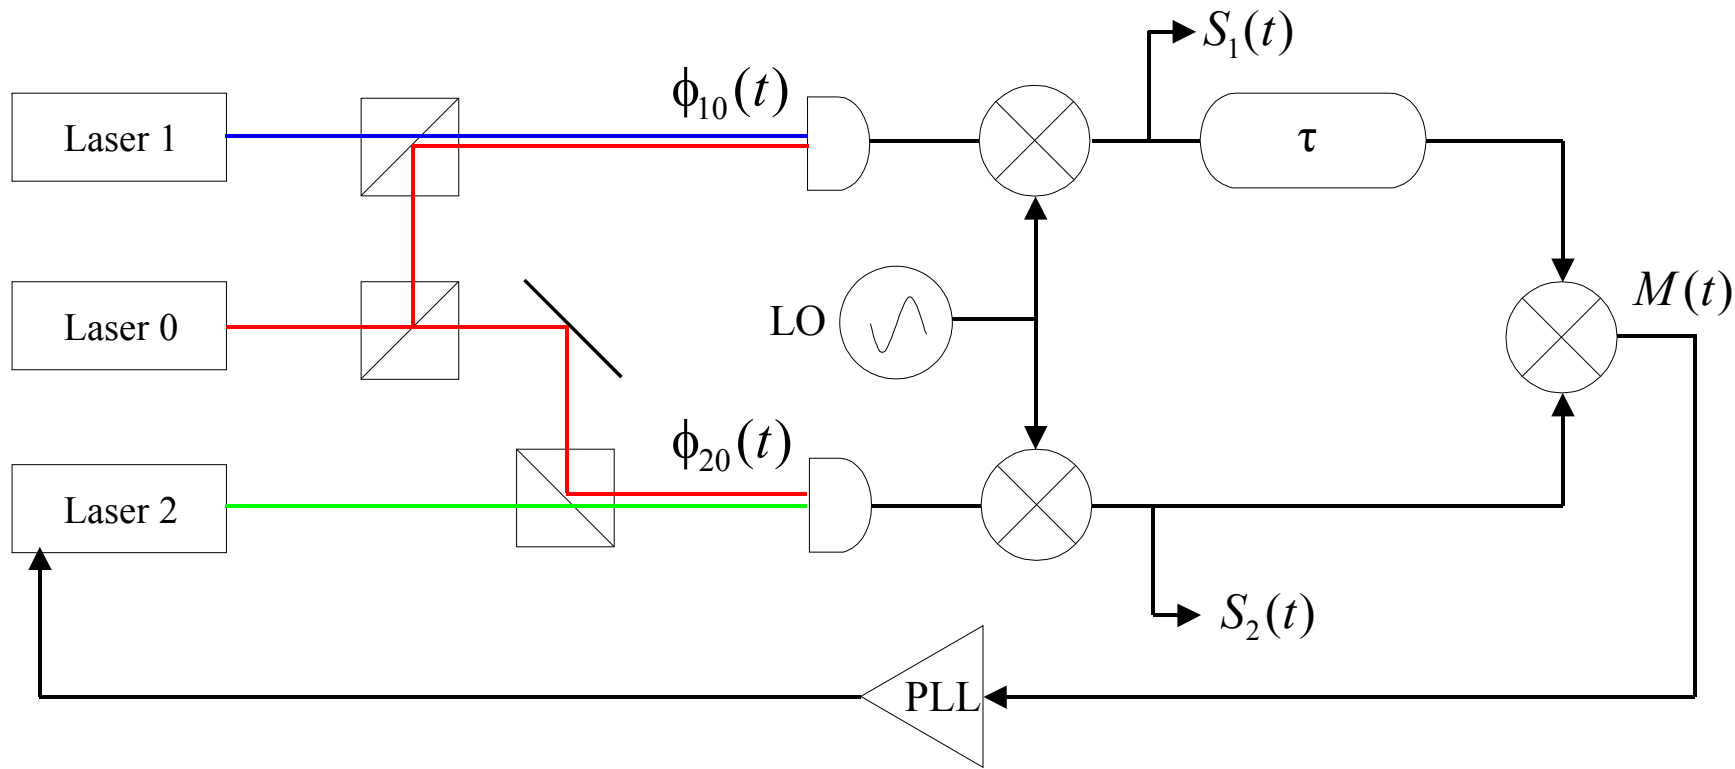 S₁(t)
Laser 1
ϕ₁₀(t)
τ
Laser 0
LO
M(t)
Laser 2
ϕ₂₀(t)
S₂(t)
PLL